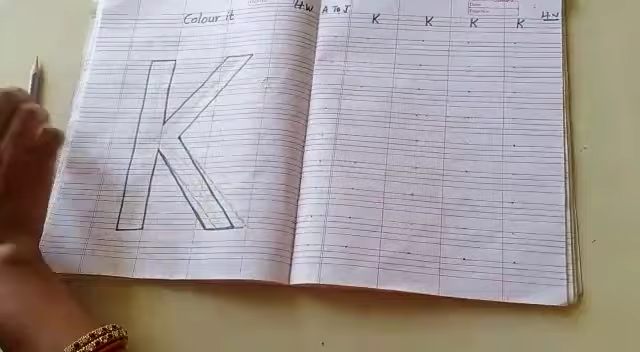 Colour it
H.W
K
A To J
K K K K
H.W